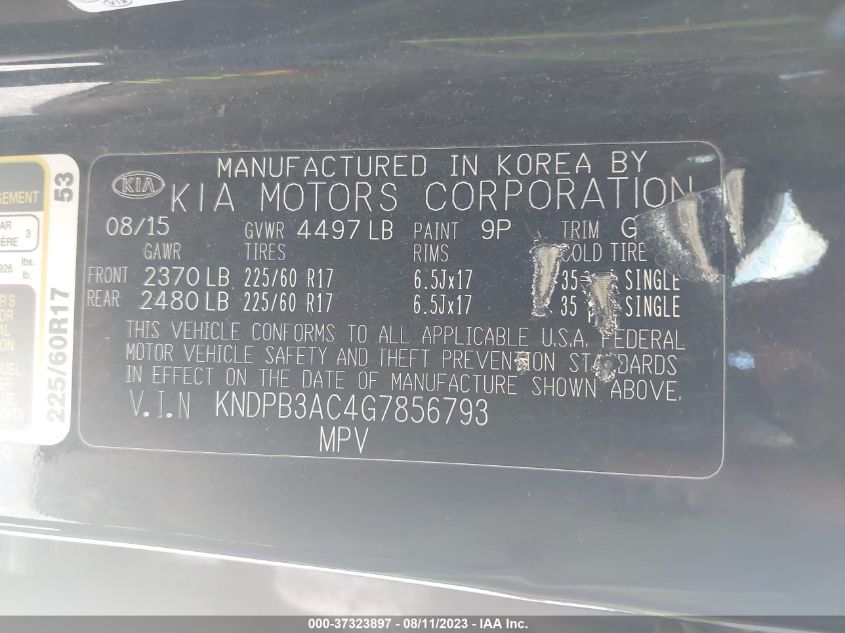 MANUFACTURED IN KOREA BY
KIA KIA MOTORS CORPORATION
08/15 GVWR 4497 LB PAINT 9P TRIM G
GAWR TIRES RIMS COLD TIRE
FRONT 2370 LB 225/60 R17 6.5Jx17 35 SINGLE
REAR 2480 LB 225/60 R17 6.5Jx17 35 SINGLE
THIS VEHICLE CONFORMS TO ALL APPLICABLE U.S.A. FEDERAL
MOTOR VEHICLE SAFETY AND THEFT PREVENTION STANDARDS
IN EFFECT ON THE DATE OF MANUFACTURE SHOWN ABOVE.
V.I.N KNDPB3AC4G7856793
MPV
53
225/60R17
3
lbs.
lb.
000-37323897 - 08/11/2023 - IAA Inc.